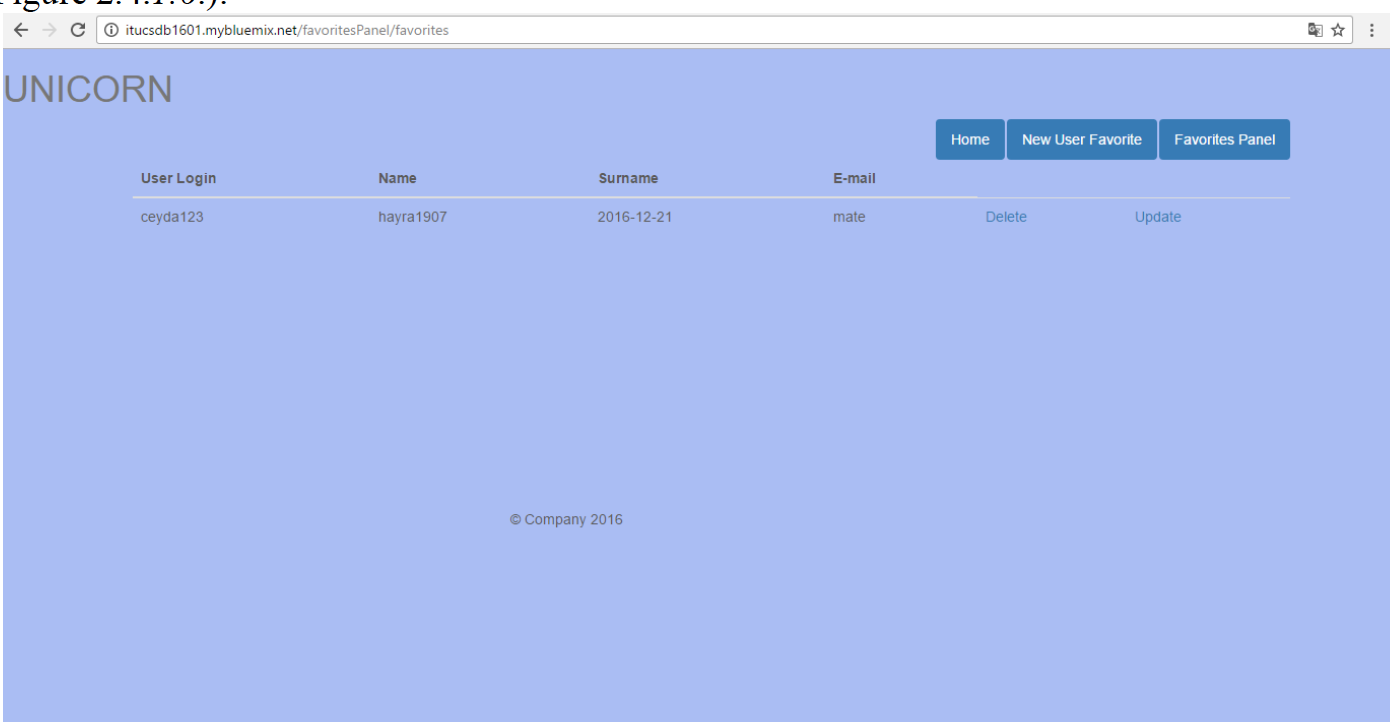 Figure 2.4.1.6.).
itucsdb1601.mybluemix.net/favoritesPanel/favorites
UNICORN
Home New User Favorite Favorites Panel
User Login Name Surname E-mail
ceyda123 hayra1907 2016-12-21 mate Delete Update
© Company 2016